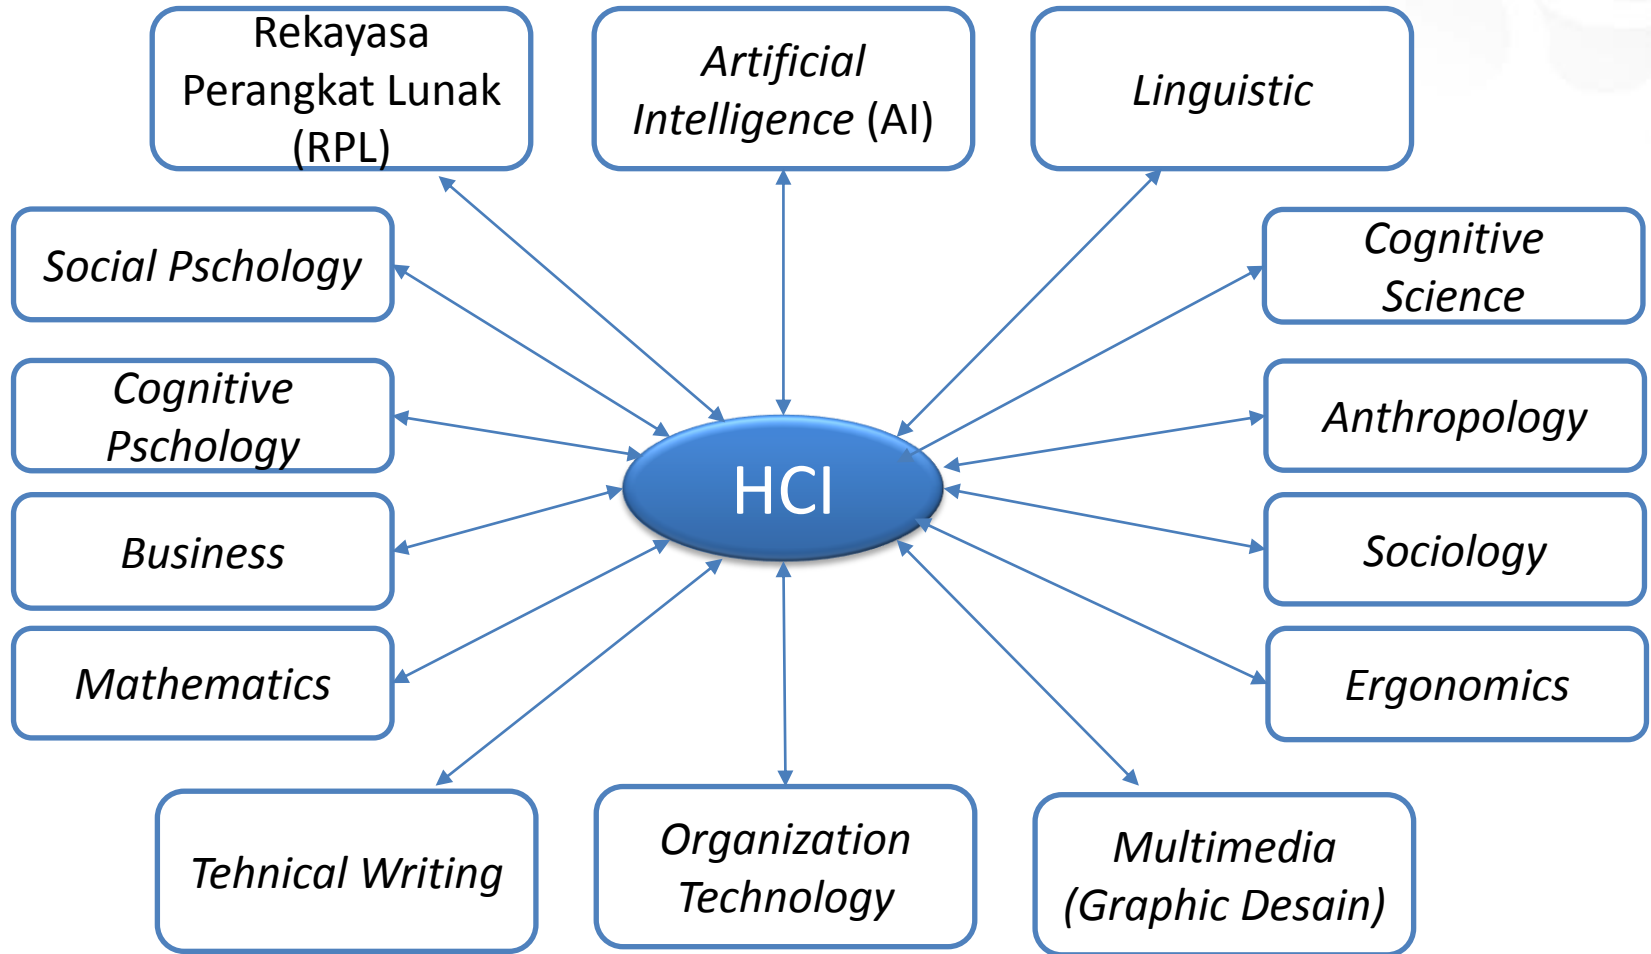 Rekayasa
Perangkat Lunak
(RPL)
Artificial
Intelligence (AI)
Linguistic
Social Pschology
Cognitive
Science
Cognitive
Pschology
Anthropology
HCI
Business
Sociology
Mathematics
Ergonomics
Tehnical Writing
Organization
Technology
Multimedia
(Graphic Desain)